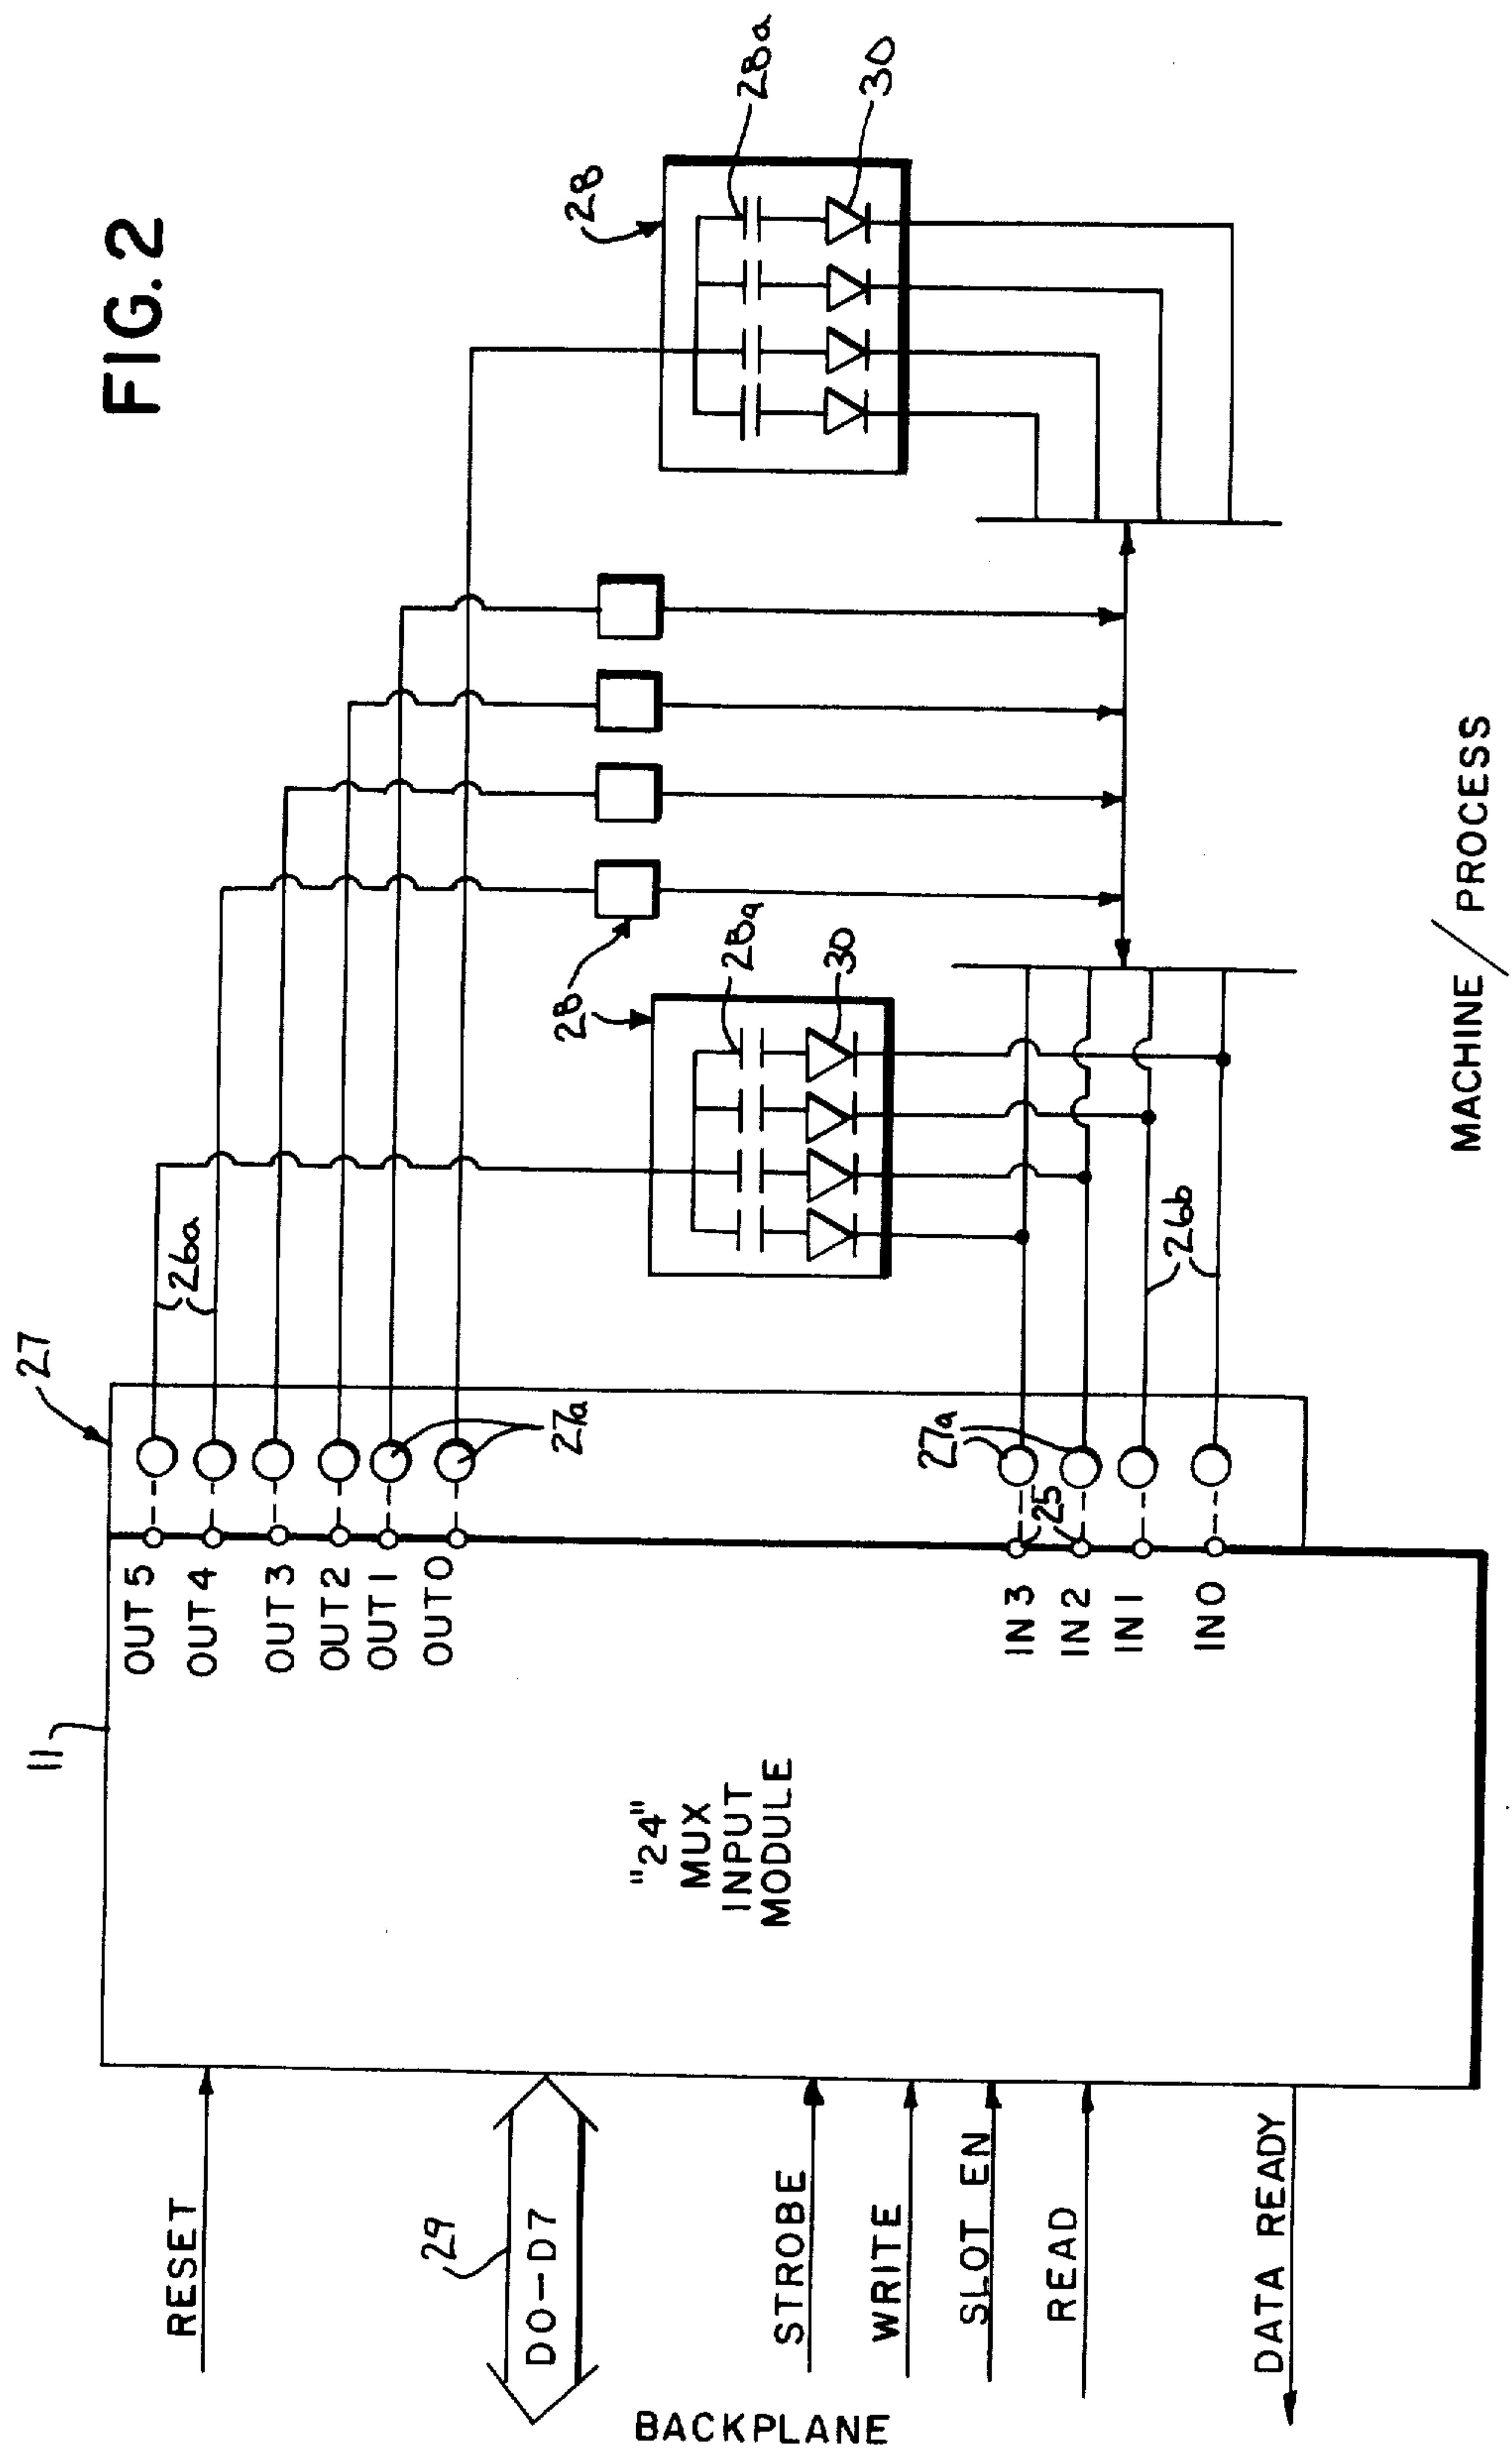 FIG. 2
27
11
RESET
29
D0-D7
BACKPLANE
STROBE
WRITE
SLOT EN
READ
DATA READY
"24"
MUX
INPUT
MODULE
OUT 5
OUT 4
OUT 3
OUT 2
OUT 1
OUT 0
IN 3
IN 2
IN 1
IN 0
25
27a
27a
26a
26b
28
28a
30
28
28a
30
MACHINE / PROCESS